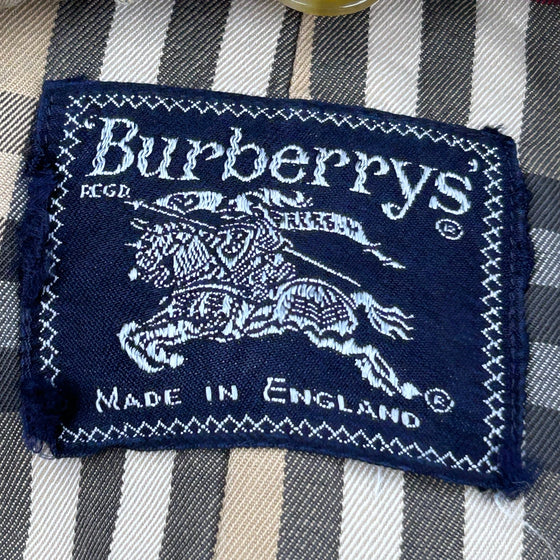 Burberrys'
REGD.
®
MADE IN ENGLAND ®